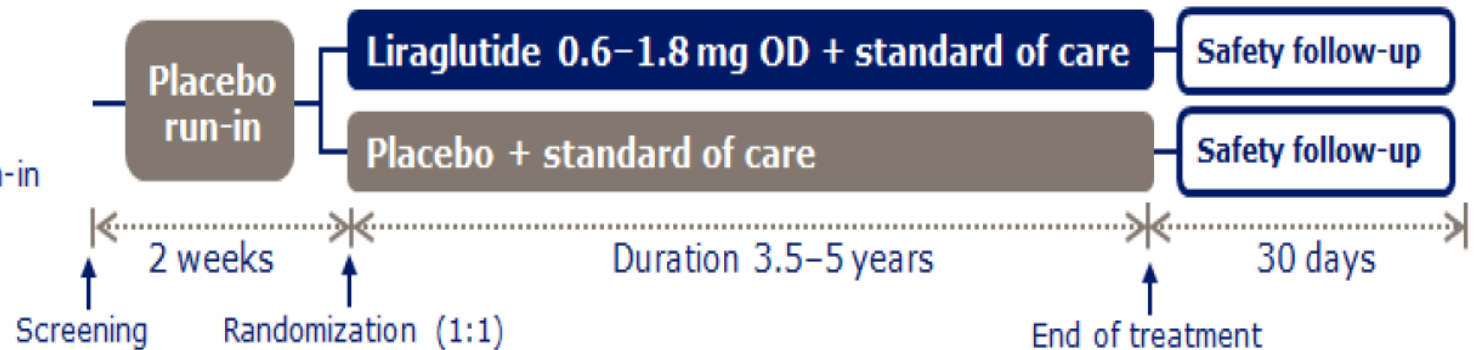 Placebo
run-in
Liraglutide 0.6–1.8 mg OD + standard of care
Safety follow-up
Placebo + standard of care
Safety follow-up
-in
2 weeks
Duration 3.5–5 years
30 days
Screening
Randomization (1:1)
End of treatment